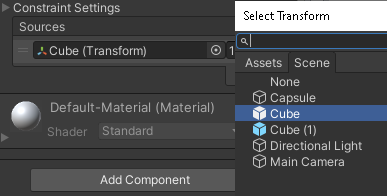 Constraint Settings
Sources
Cube (Transform)
1
Default-Material (Material)
Shader
Standard
Add Component
Select Transform
Assets
Scene
None
Capsule
Cube
Cube (1)
Directional Light
Main Camera